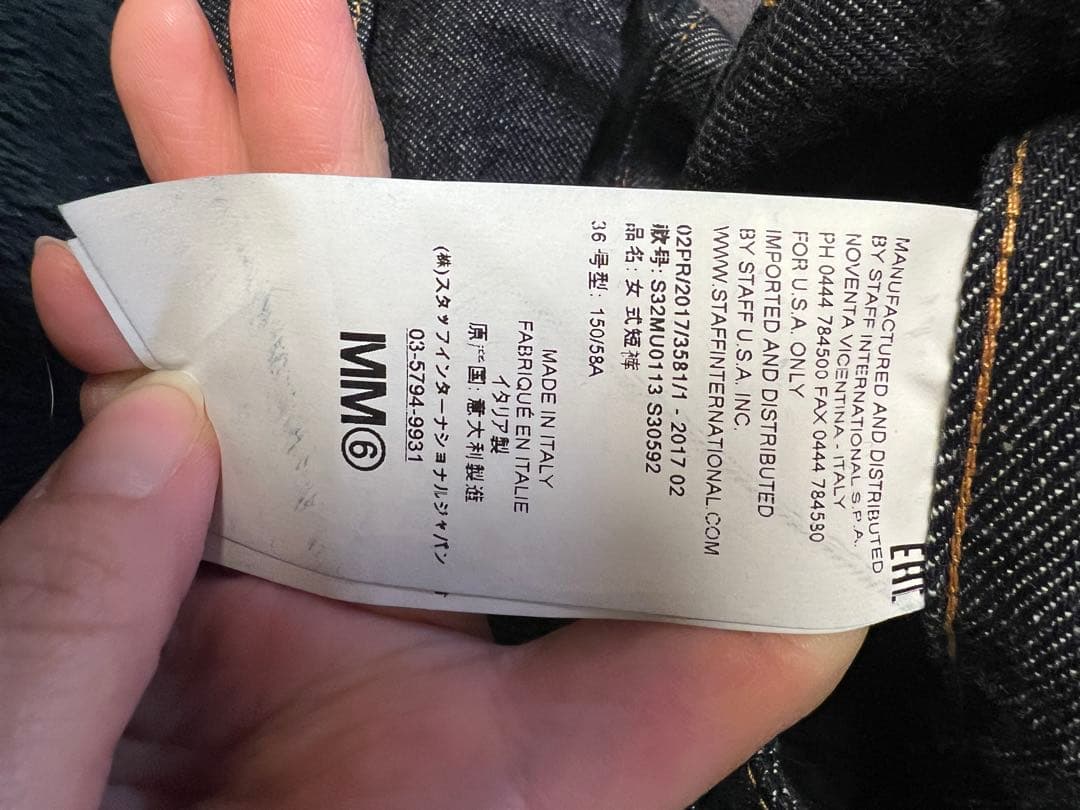 EAC
MANUFACTURED AND DISTRIBUTED
BY STAFF INTERNATIONAL S.P.A.
NOVENTA VICENTINA - ITALY
PH 0444 784500 FAX 0444 784590
FOR U.S.A. ONLY
IMPORTED AND DISTRIBUTED
BY STAFF U.S.A. INC.
WWW.STAFFINTERNATIONAL.COM
02PR/2017/3581/1 - 2017 02
款号: S32MU0113 S30592
品名: 女式短裤
36 号型: 150/58A
MADE IN ITALY
FABRIQUÉ EN ITALIE
イタリア製
原产国 意大利製造
(株)スタッフインターナショナルジャパン
03-5794-9931
MM⑥